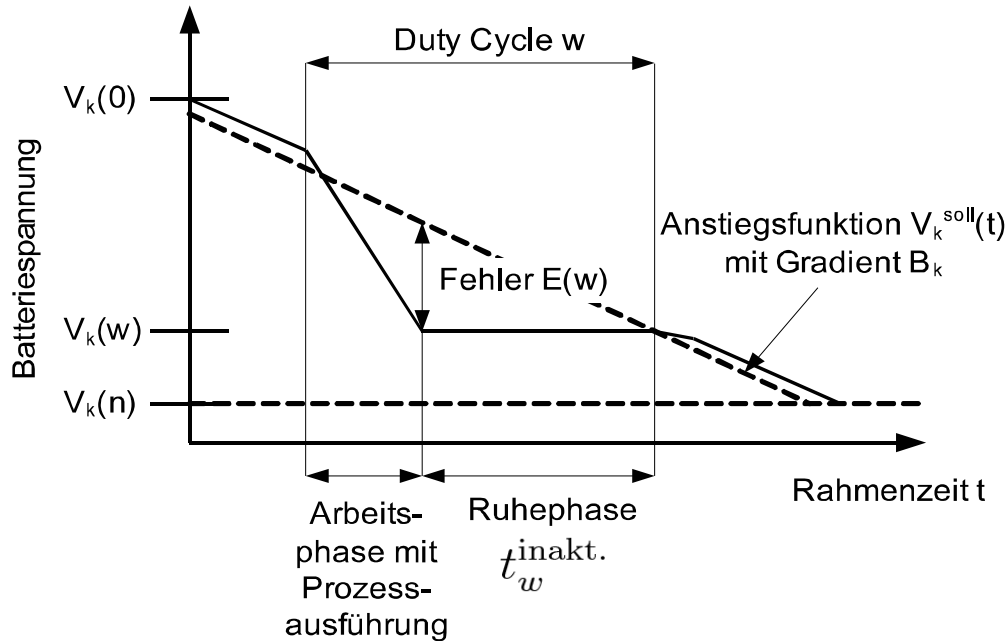 Duty Cycle w
V_k(0)
Batteriespannung
Anstiegsfunktion V_k^soll(t)
mit Gradient B_k
Fehler E(w)
V_k(w)
V_k(n)
Rahmenzeit t
Arbeits-
phase mit
Prozess-
ausführung
Ruhephase
t_w^inakt.